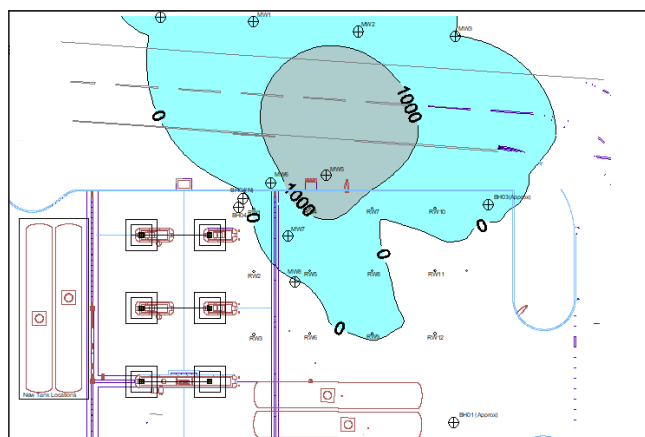 MW1
MW2
MW3
0
1000
0
MW6
MW5
1000
0
RW7
RW10
BH03(Approx)
0
MW7
0
RW2
MW8
RW5
RW8
RW11
0
RW3
RW6
RW9
RW12
New Tank Locations
BH01 (Approx)